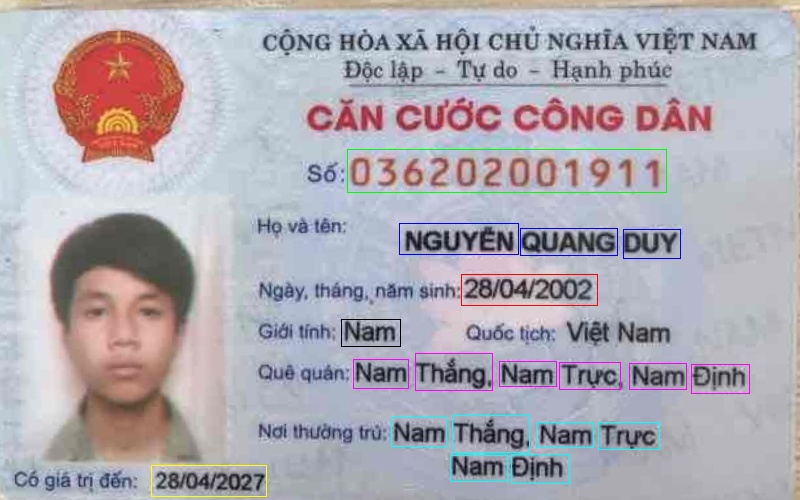 CỘNG HÒA XÃ HỘI CHỦ NGHĨA VIỆT NAM
Độc lập - Tự do - Hạnh phúc
CĂN CƯỚC CÔNG DÂN
Số: 036202001911
Họ và tên: NGUYỄN QUANG DUY
Ngày, tháng, năm sinh: 28/04/2002
Giới tính: Nam Quốc tịch: Việt Nam
Quê quán: Nam Thắng, Nam Trực, Nam Định
Nơi thường trú: Nam Thắng, Nam Trực
Nam Định
Có giá trị đến: 28/04/2027